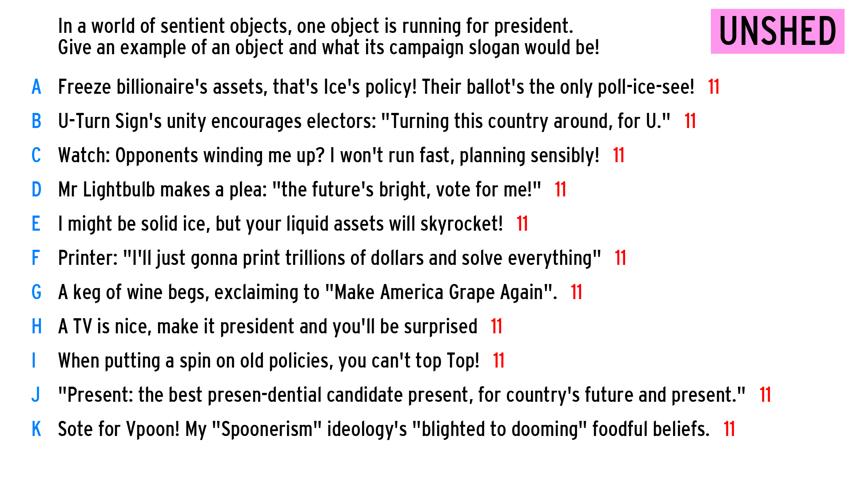 In a world of sentient objects, one object is running for president.
Give an example of an object and what its campaign slogan would be!
UNSHED
A Freeze billionaire's assets, that's Ice's policy! Their ballot's the only poll-ice-see! 11
B U-Turn Sign's unity encourages electors: "Turning this country around, for U." 11
C Watch: Opponents winding me up? I won't run fast, planning sensibly! 11
D Mr Lightbulb makes a plea: "the future's bright, vote for me!" 11
E I might be solid ice, but your liquid assets will skyrocket! 11
F Printer: "I'll just gonna print trillions of dollars and solve everything" 11
G A keg of wine begs, exclaiming to "Make America Grape Again". 11
H A TV is nice, make it president and you'll be surprised 11
I When putting a spin on old policies, you can't top Top! 11
J "Present: the best presen-dential candidate present, for country's future and present." 11
K Sote for Vpoon! My "Spoonerism" ideology's "blighted to dooming" foodful beliefs. 11